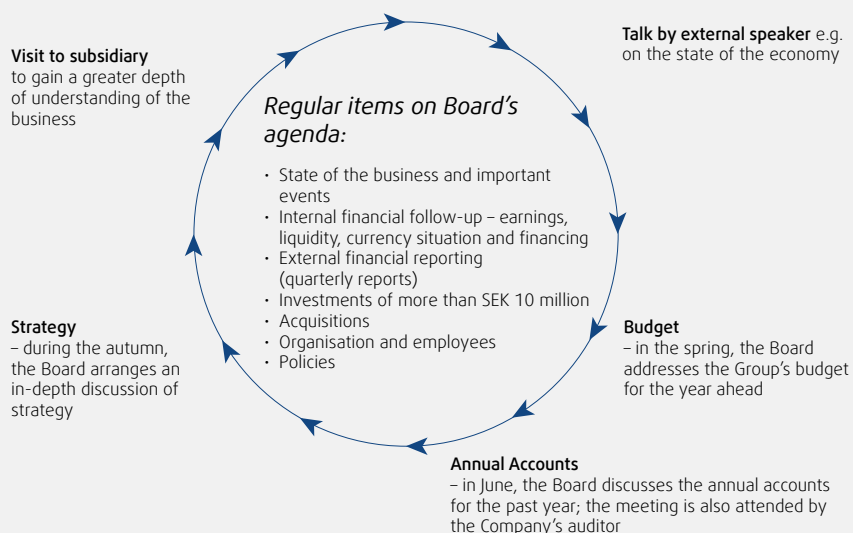 Visit to subsidiary
to gain a greater depth
of understanding of the
business
Talk by external speaker e.g.
on the state of the economy
Regular items on Board's
agenda:
· State of the business and important
events
· Internal financial follow-up – earnings,
liquidity, currency situation and financing
· External financial reporting
(quarterly reports)
· Investments of more than SEK 10 million
· Acquisitions
· Organisation and employees
· Policies
Strategy
– during the autumn,
the Board arranges an
in-depth discussion of
strategy
Budget
– in the spring, the Board
addresses the Group's budget
for the year ahead
Annual Accounts
– in June, the Board discusses the annual accounts
for the past year; the meeting is also attended by
the Company's auditor